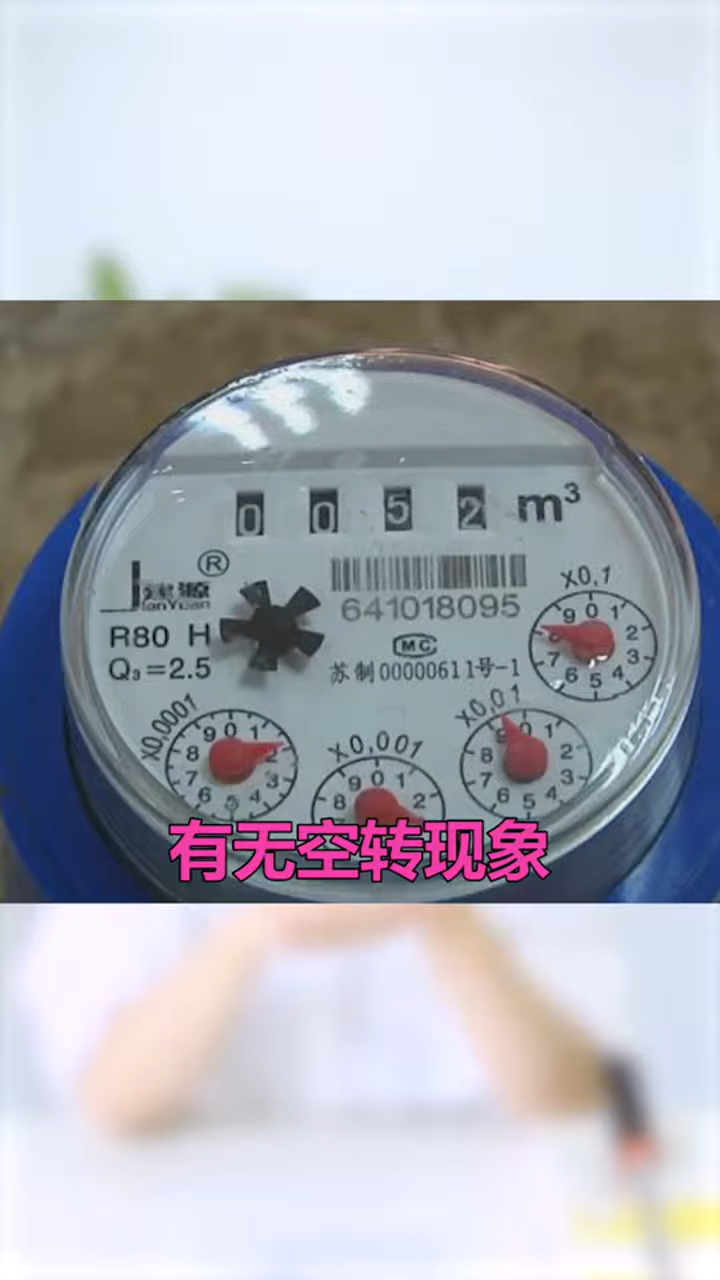 0 0 5 2 m³
建源 ®
JianYuan
R80 H
Q₃=2.5
641018095
MC
苏制00000611号-1
X0,1
9 0 1 2 3 4 5 6 7
X0,01
9 0 1 2 3 4 5 6 7 8
X0,001
8 9 0 1 2
X0,0001
9 0 1 2 3 4 5 6 7 8
有无空转现象